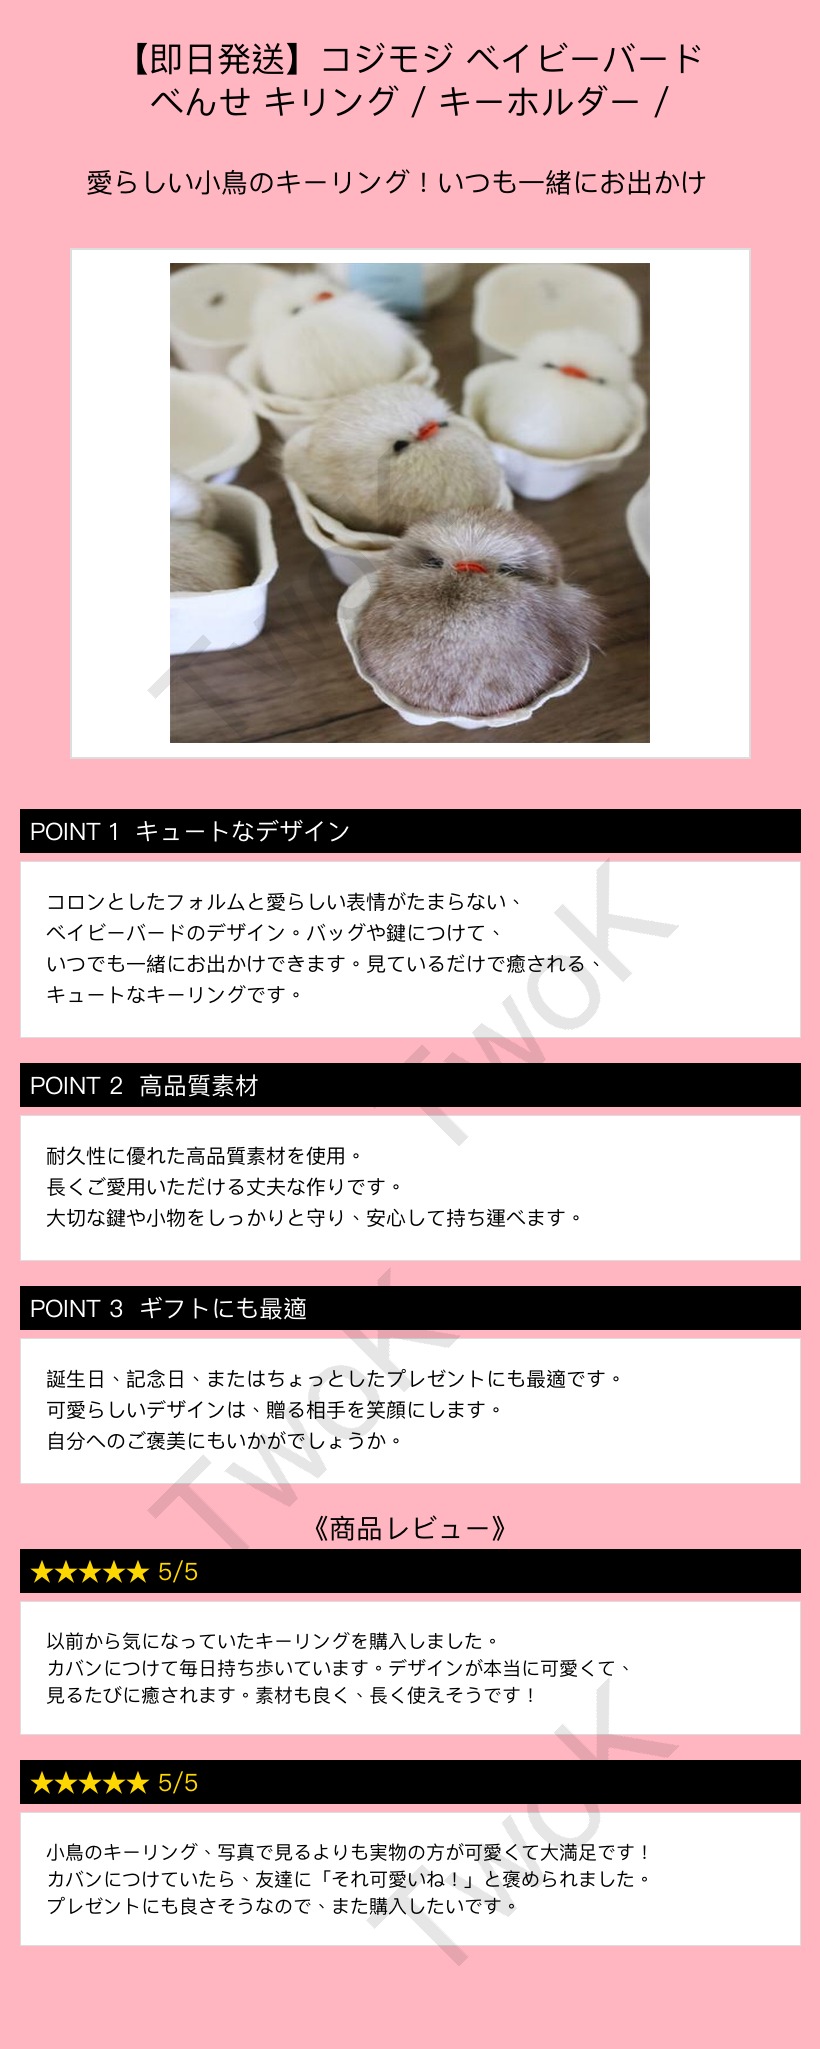 【即日発送】コジモジ ベイビーバード
べんせ キリング / キーホルダー /
愛らしい小鳥のキーリング！いつも一緒にお出かけ
POINT 1 キュートなデザイン
コロンとしたフォルムと愛らしい表情がたまらない、
ベイビーバードのデザイン。バッグや鍵につけて、
いつでも一緒にお出かけできます。見ているだけで癒される、
キュートなキーリングです。
POINT 2 高品質素材
耐久性に優れた高品質素材を使用。
長くご愛用いただける丈夫な作りです。
大切な鍵や小物をしっかりと守り、安心して持ち運べます。
POINT 3 ギフトにも最適
誕生日、記念日、またはちょっとしたプレゼントにも最適です。
可愛らしいデザインは、贈る相手を笑顔にします。
自分へのご褒美にもいかがでしょうか。
《商品レビュー》
★★★★★ 5/5
以前から気になっていたキーリングを購入しました。
カバンにつけて毎日持ち歩いています。デザインが本当に可愛くて、
見るたびに癒されます。素材も良く、長く使えそうです！
★★★★★ 5/5
小鳥のキーリング、写真で見るよりも実物の方が可愛くて大満足です！
カバンにつけていたら、友達に「それ可愛いね！」と褒められました。
プレゼントにも良さそうなので、また購入したいです。
TwoK
TwoK
TwoK
TwoK